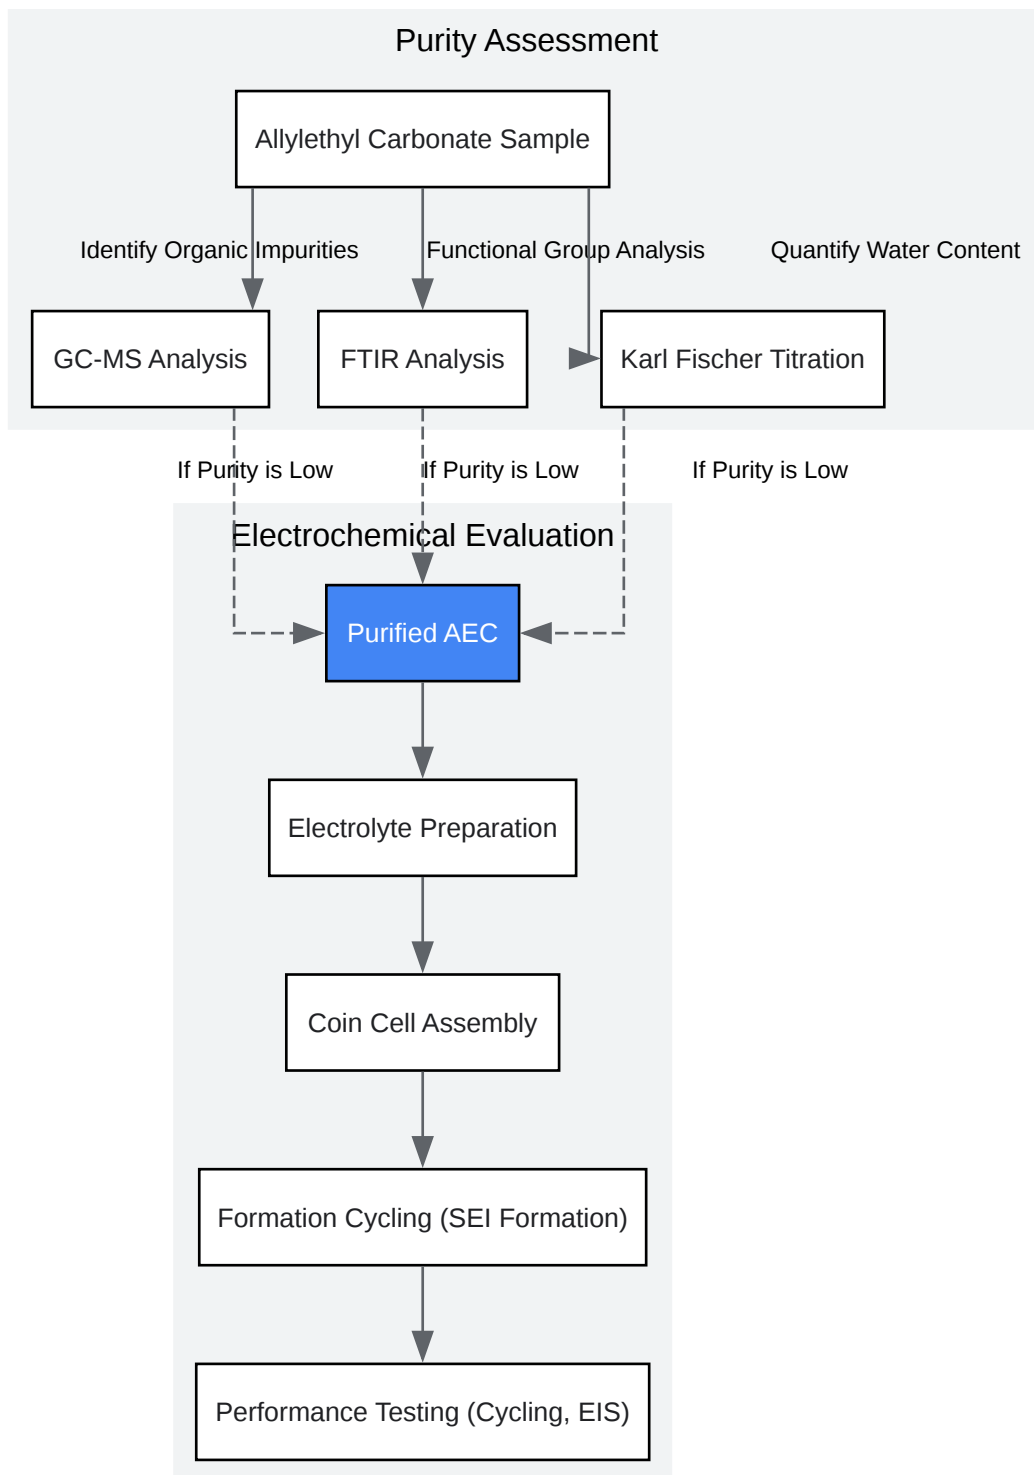 Purity Assessment
Allylethyl Carbonate Sample
Identify Organic Impurities
Functional Group Analysis
Quantify Water Content
GC-MS Analysis
FTIR Analysis
Karl Fischer Titration
If Purity is Low
If Purity is Low
If Purity is Low
Electrochemical Evaluation
Purified AEC
Electrolyte Preparation
Coin Cell Assembly
Formation Cycling (SEI Formation)
Performance Testing (Cycling, EIS)